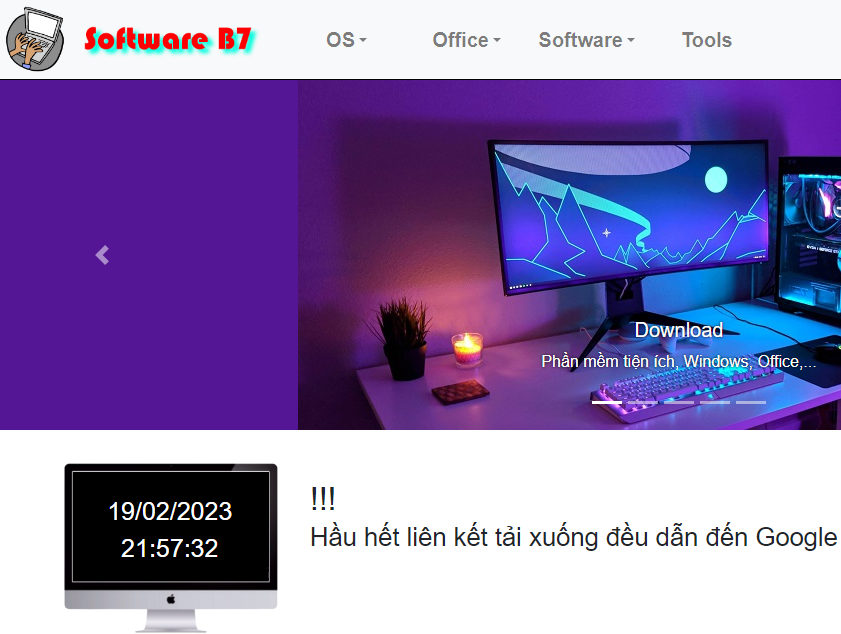 Software B7
OS
Office
Software
Tools
Download
Phần mềm tiện ích, Windows, Office,...
19/02/2023
21:57:32
!!!
Hầu hết liên kết tải xuống đều dẫn đến Google